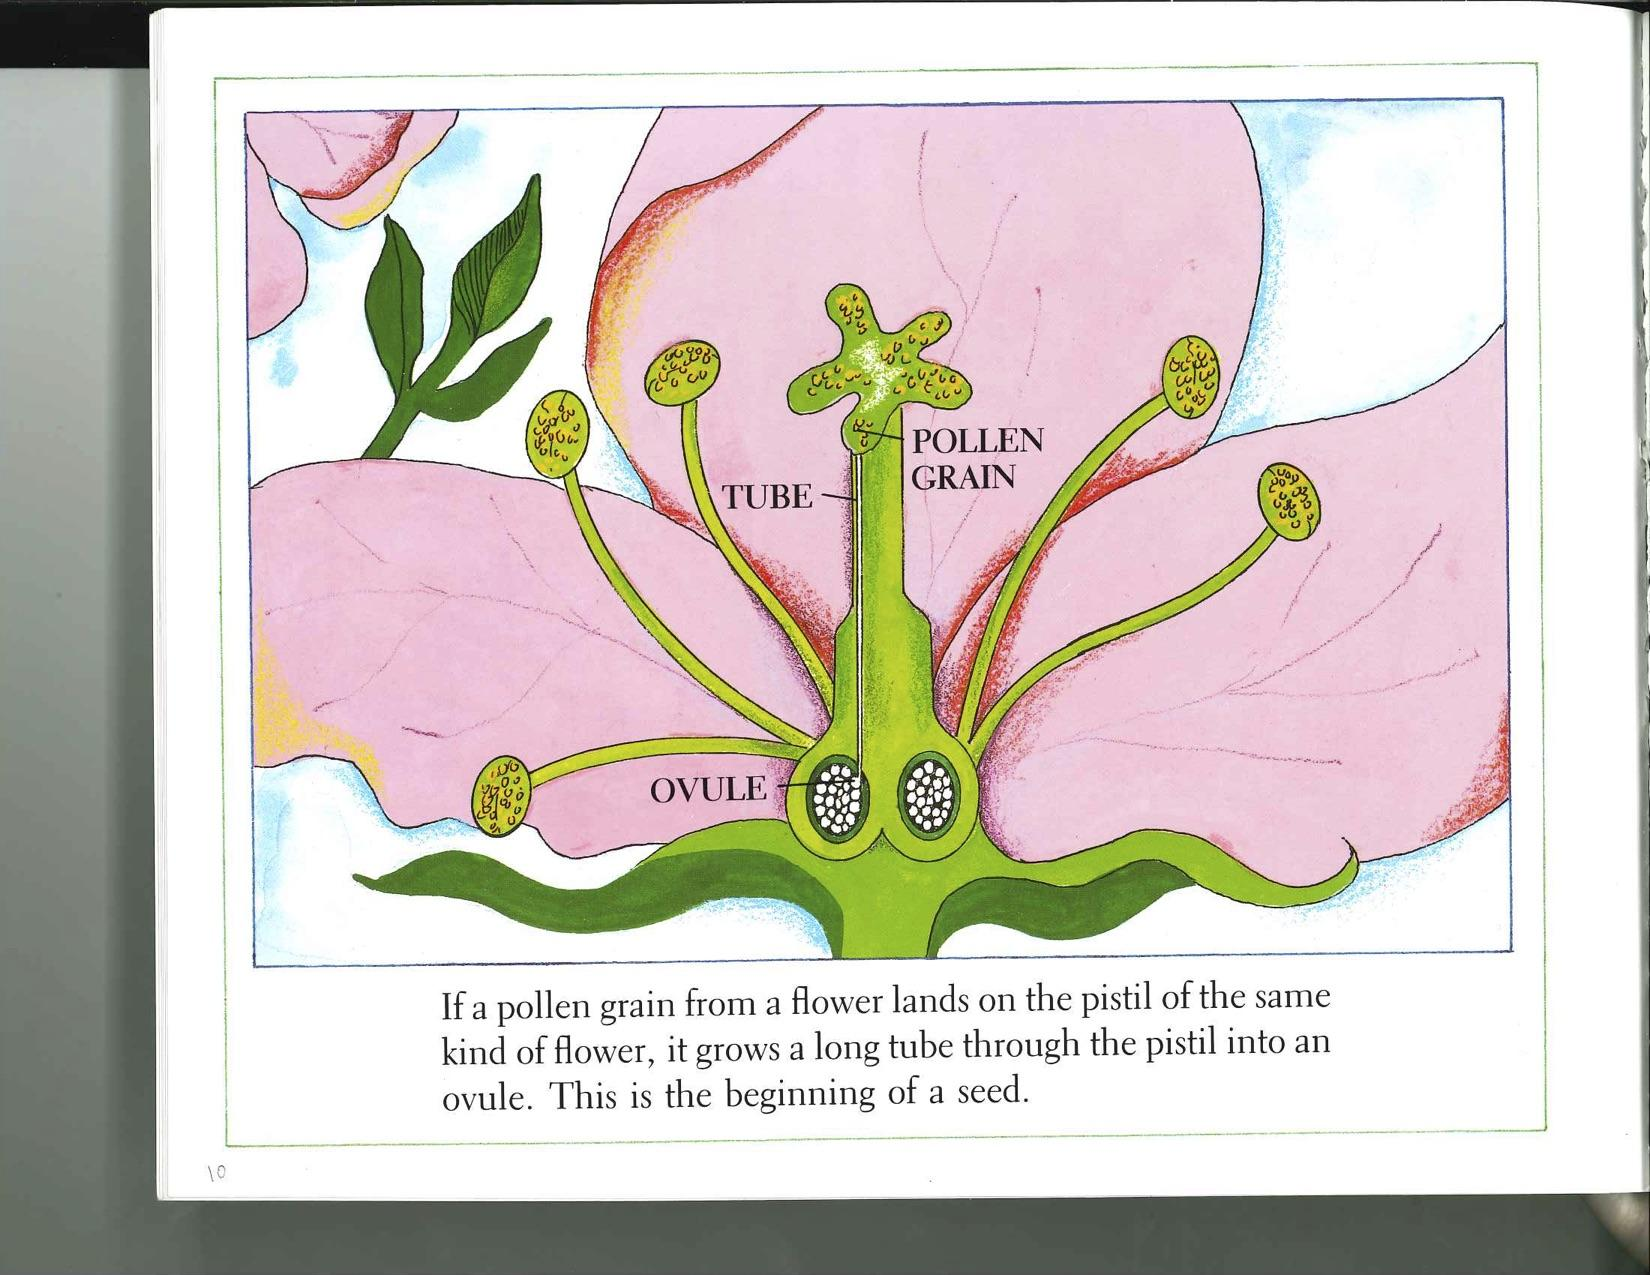 POLLEN
GRAIN
TUBE
OVULE
If a pollen grain from a flower lands on the pistil of the same
kind of flower, it grows a long tube through the pistil into an
ovule. This is the beginning of a seed.
10